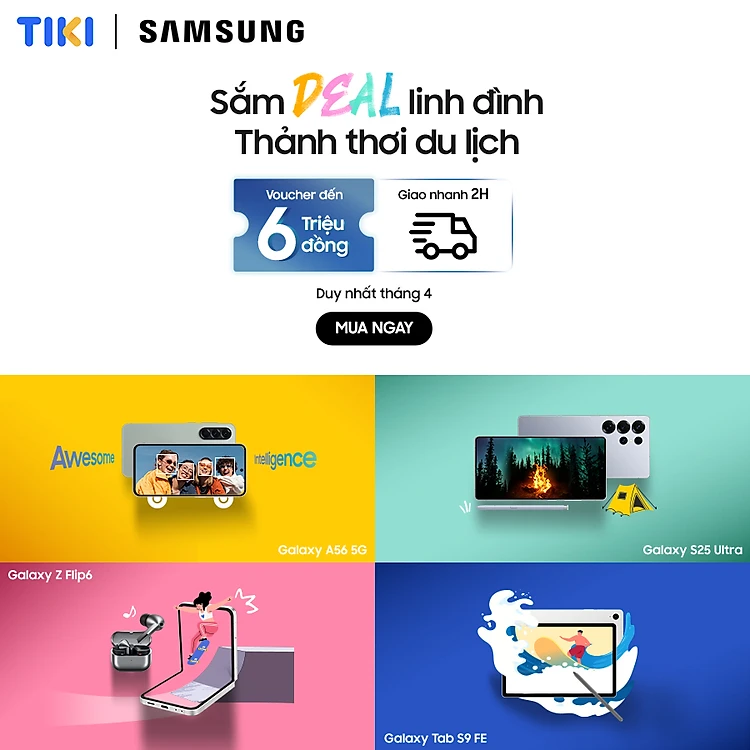 TIKI | SAMSUNG
Sắm DEAL linh đình
Thảnh thơi du lịch
Voucher đến
6 Triệu
đồng
Giao nhanh 2H
Duy nhất tháng 4
MUA NGAY
Awesome
intelligence
Galaxy A56 5G
Galaxy S25 Ultra
Galaxy Z Flip6
Galaxy Tab S9 FE